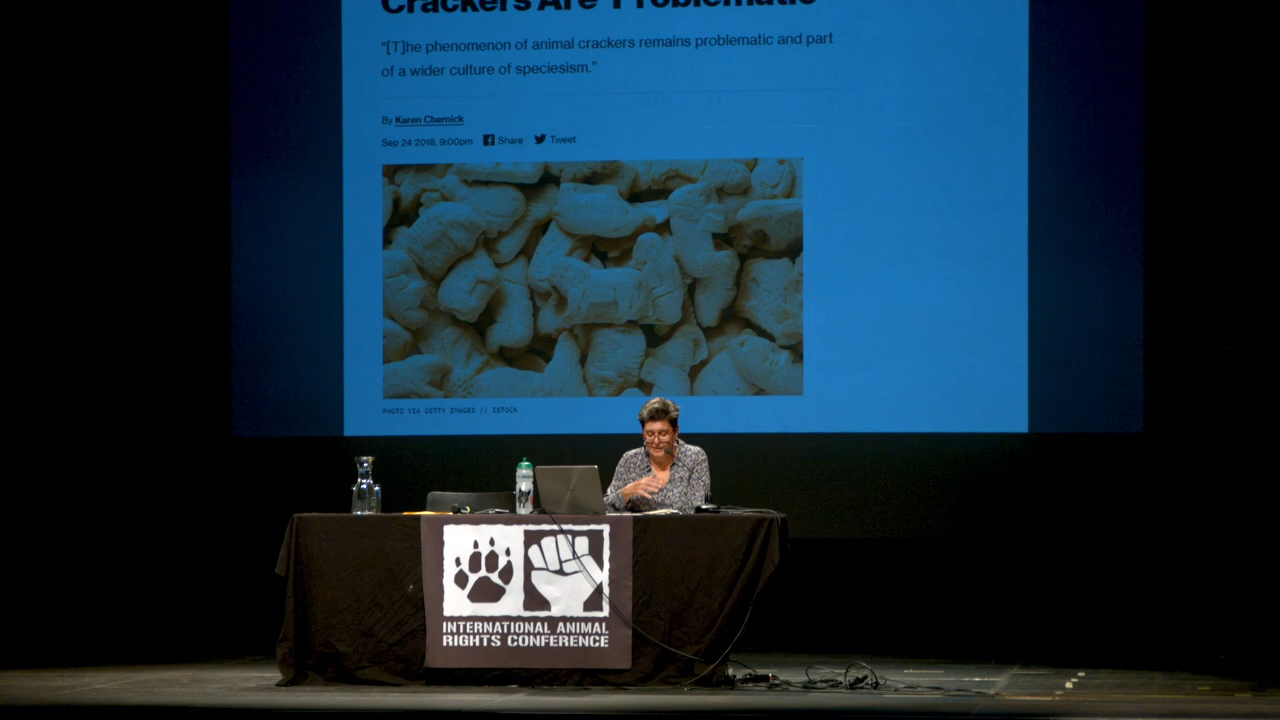 Crackers Are Problematic
"[T]he phenomenon of animal crackers remains problematic and part
of a wider culture of speciesism."
By Karen Chernick
Sep 24 2018, 9:00pm Share Tweet
PHOTO VIA GETTY IMAGES // ISTOCK
INTERNATIONAL ANIMAL
RIGHTS CONFERENCE